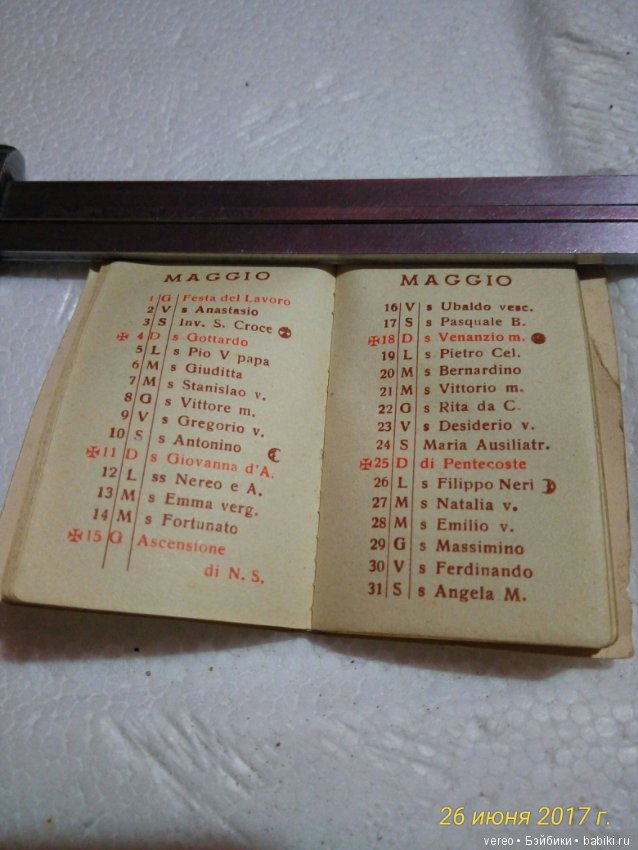 MAGGIO
1 G Festa del Lavoro
2 V s Anastasio
3 S Inv. S. Croce
✠ 4 D s Gottardo
5 L s Pio V papa
6 M s Giuditta
7 M s Stanislao v.
8 G s Vittore m.
9 V s Gregorio v.
10 S s Antonino
✠ 11 D s Giovanna d'A.
12 L ss Nereo e A.
13 M s Emma verg.
14 M s Fortunato
✠ 15 G Ascensione
di N. S.
MAGGIO
16 V s Ubaldo vesc.
17 S s Pasquale B.
✠ 18 D s Venanzio m.
19 L s Pietro Cel.
20 M s Bernardino
21 M s Vittorio m.
22 G s Rita da C.
23 V s Desiderio v.
24 S Maria Ausiliatr.
✠ 25 D di Pentecoste
26 L s Filippo Neri
27 M s Natalia v.
28 M s Emilio v.
29 G s Massimino
30 V s Ferdinando
31 S s Angela M.
26 июня 2017 г.
vereo • Бэйбики • babiki.ru